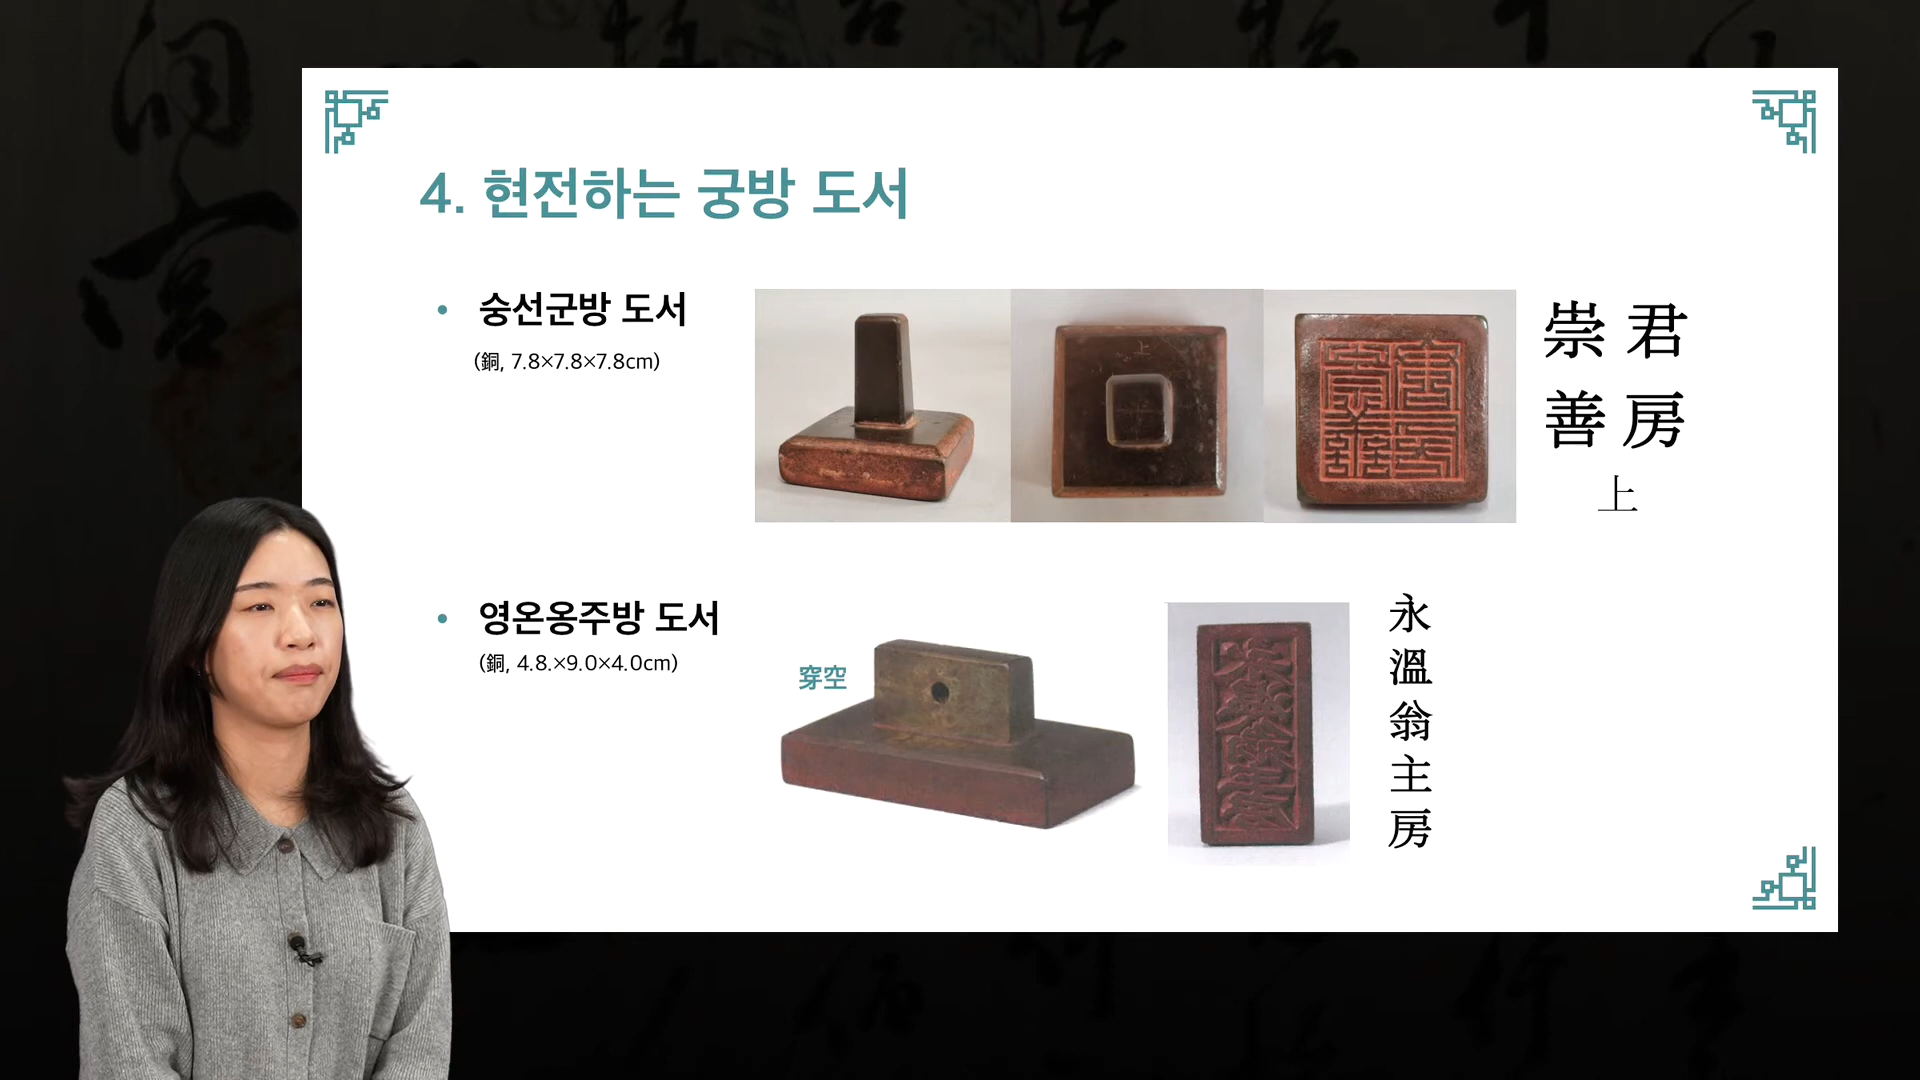 4. 현전하는 궁방 도서
• 숭선군방 도서
(銅, 7.8×7.8×7.8cm)
崇 君
善 房
上
• 영온옹주방 도서
(銅, 4.8.×9.0×4.0cm)
穿空
永
溫
翁
主
房